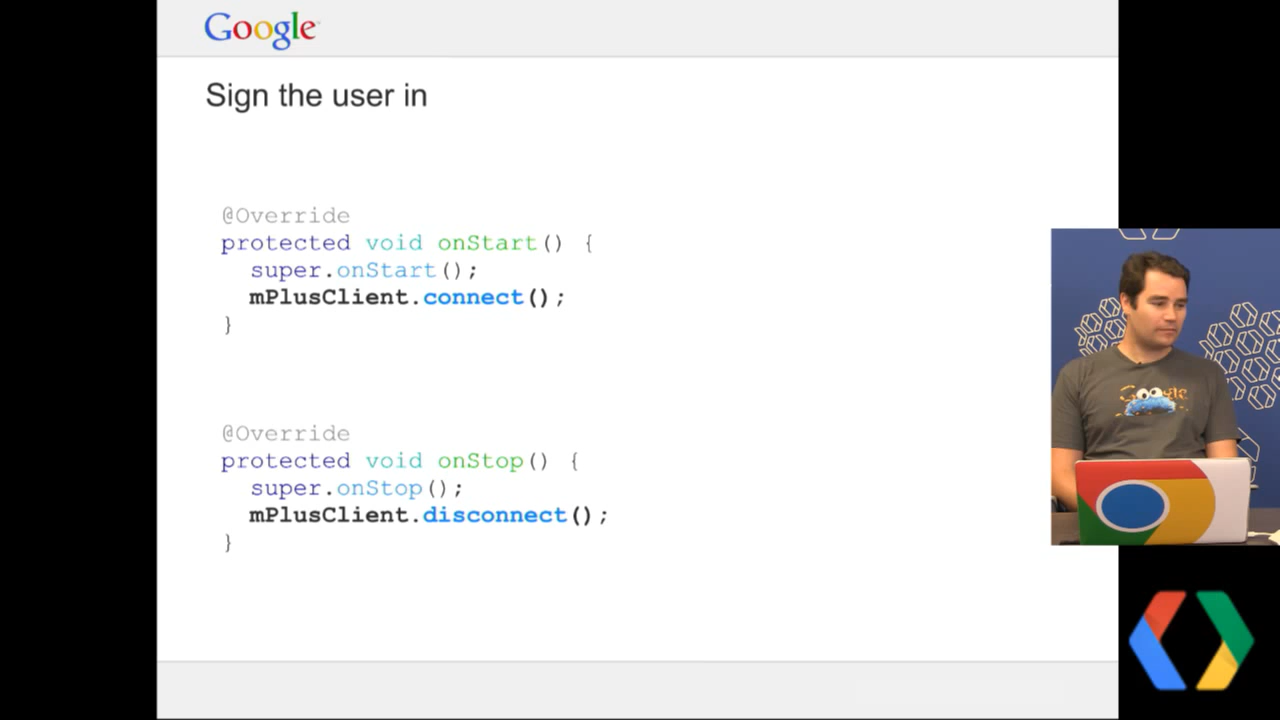 Google
Sign the user in
@Override
protected void onStart() {
super.onStart();
mPlusClient.connect();
}
@Override
protected void onStop() {
super.onStop();
mPlusClient.disconnect();
}
Google